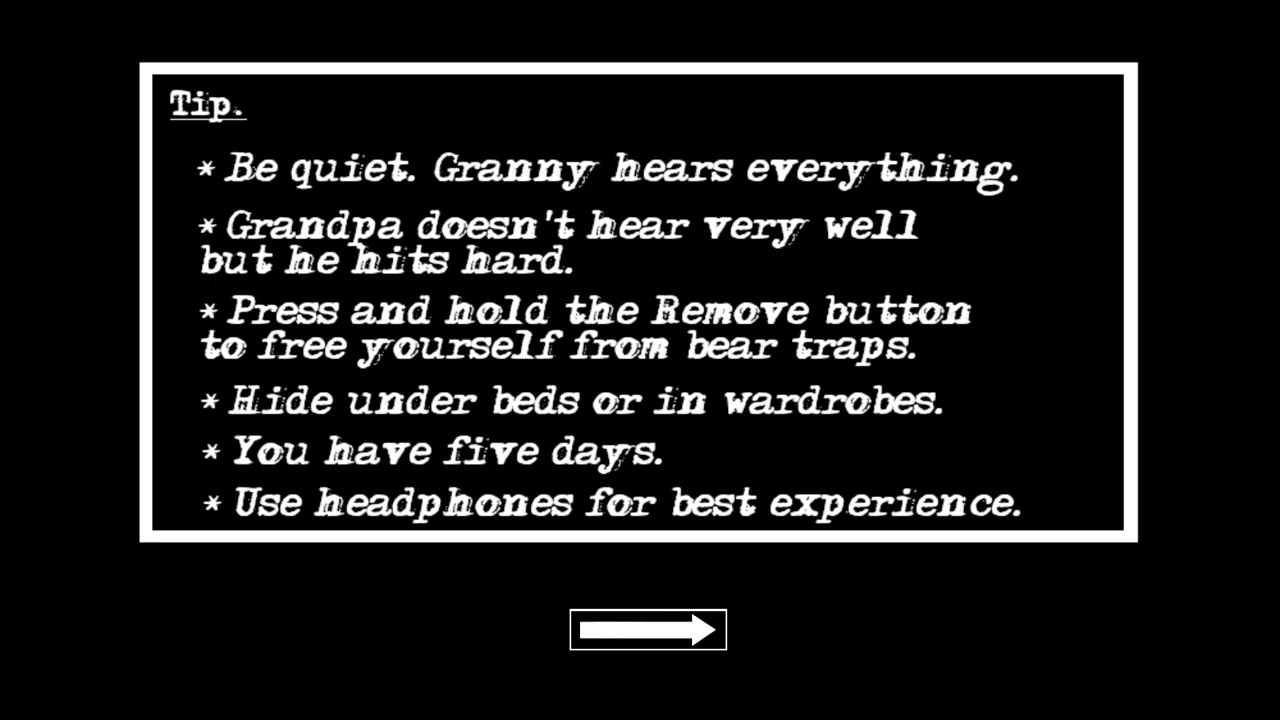 Tip.
* Be quiet. Granny hears everything.
* Grandpa doesn't hear very well
but he hits hard.
* Press and hold the Remove button
to free yourself from bear traps.
* Hide under beds or in wardrobes.
* You have five days.
* Use headphones for best experience.